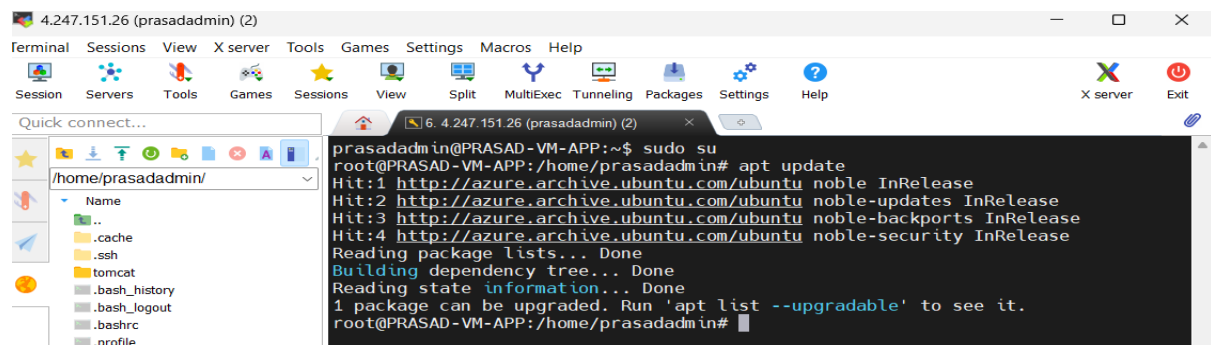 4.247.151.26 (prasadadmin) (2)
Terminal Sessions View X server Tools Games Settings Macros Help
Session Servers Tools Games Sessions View Split MultiExec Tunneling Packages Settings Help X server Exit
Quick connect...
6. 4.247.151.26 (prasadadmin) (2)
/home/prasadadmin/
Name
..
.cache
.ssh
tomcat
.bash_history
.bash_logout
.bashrc
.profile
prasadadmin@PRASAD-VM-APP:~$ sudo su
root@PRASAD-VM-APP:/home/prasadadmin# apt update
Hit:1 http://azure.archive.ubuntu.com/ubuntu noble InRelease
Hit:2 http://azure.archive.ubuntu.com/ubuntu noble-updates InRelease
Hit:3 http://azure.archive.ubuntu.com/ubuntu noble-backports InRelease
Hit:4 http://azure.archive.ubuntu.com/ubuntu noble-security InRelease
Reading package lists... Done
Building dependency tree... Done
Reading state information... Done
1 package can be upgraded. Run 'apt list --upgradable' to see it.
root@PRASAD-VM-APP:/home/prasadadmin#